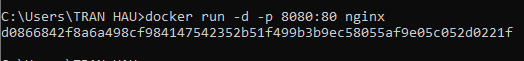 C:\Users\TRAN HAU>docker run -d -p 8080:80 nginx
d0866842f8a6a498cf984147542352b51f499b3b9ec58055af9e05c052d0221f